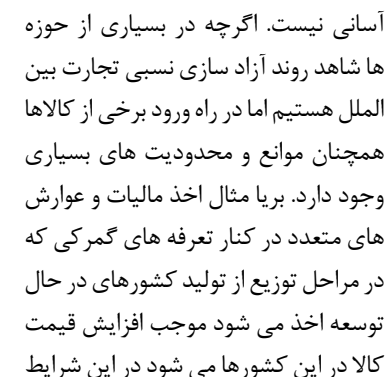 آسانی نیست. اگرچه در بسیاری از حوزه
ها شاهد روند آزاد سازی نسبی تجارت بین
الملل هستیم اما در راه ورود برخی از کالاها
همچنان موانع و محدودیت های بسیاری
وجود دارد. بریا مثال اخذ مالیات و عوارش
های متعدد در کنار تعرفه های گمرکی که
در مراحل توزیع از تولید کشورهای در حال
توسعه اخذ می شود موجب افزایش قیمت
کالا در این کشورها می شود در این شرایط